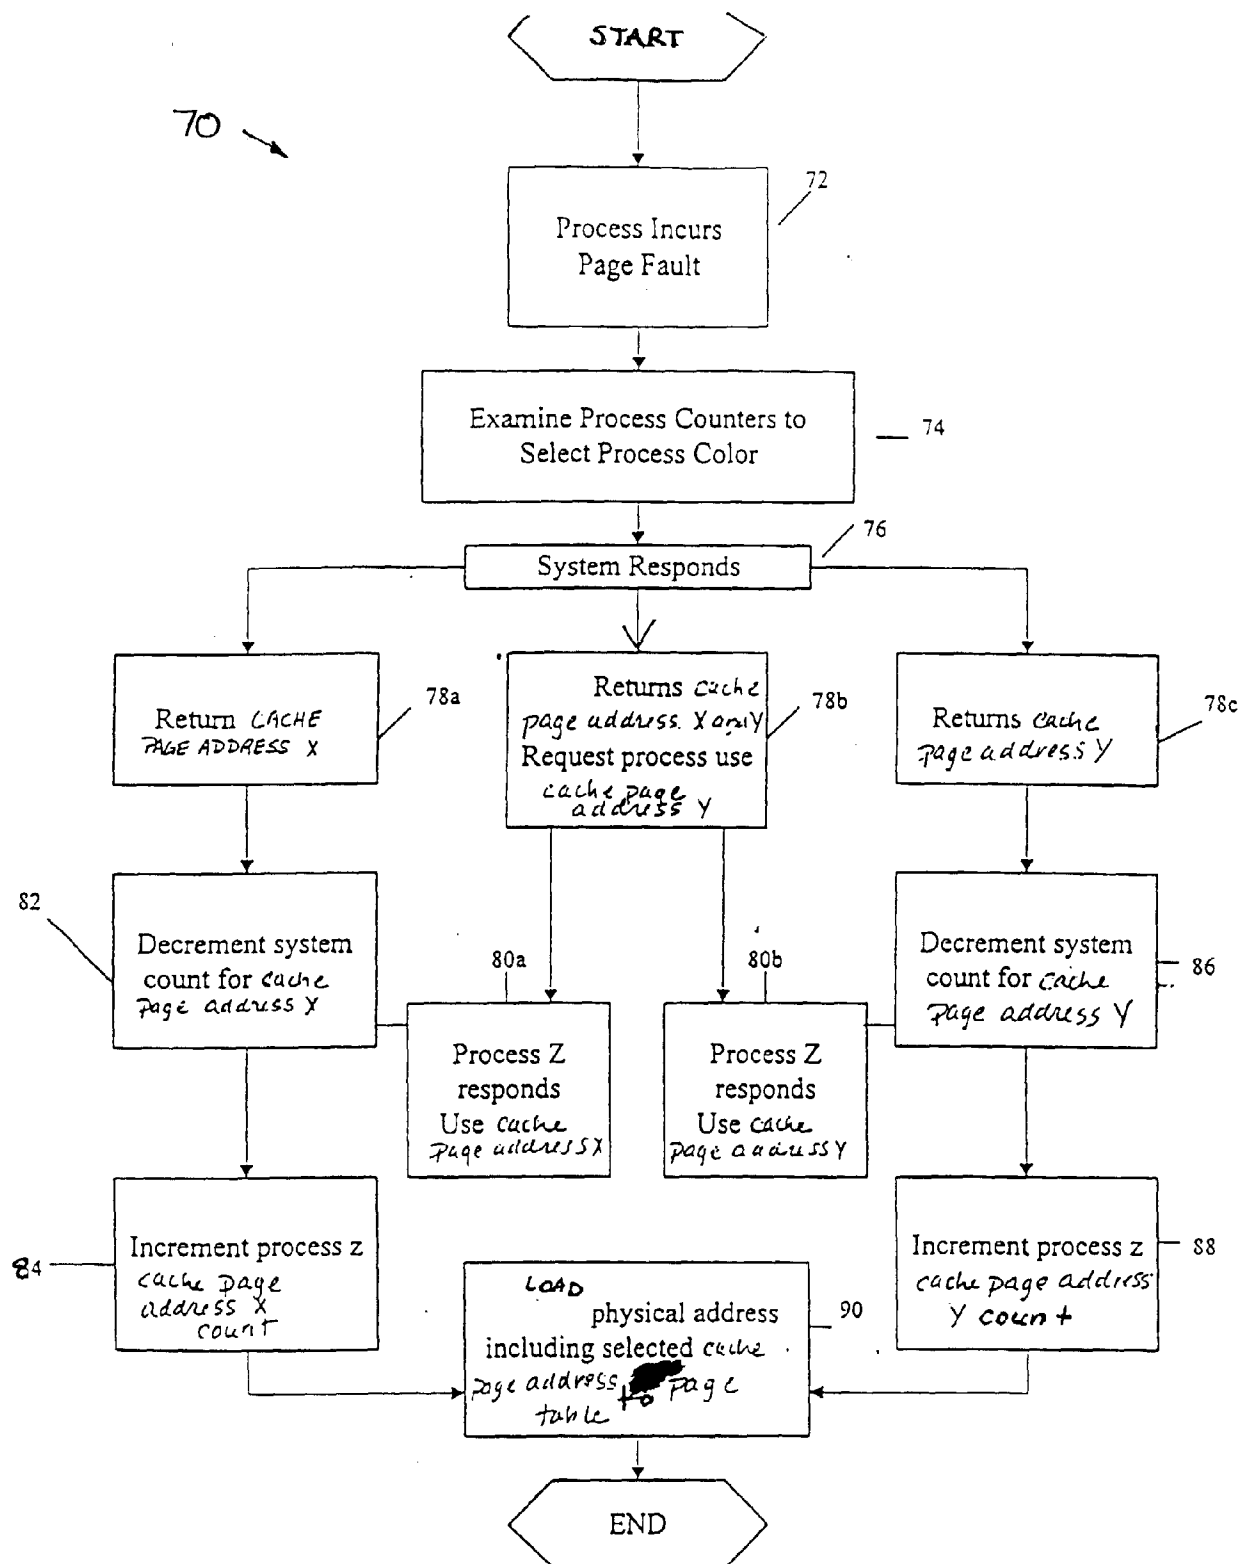 START
70
72
Process Incurs
Page Fault
Examine Process Counters to
Select Process Color
74
76
System Responds
Return CACHE
PAGE ADDRESS X
78a
Returns cache
page address X and Y
Request process use
cache page
address Y
78b
Returns cache
page address Y
78c
82
Decrement system
count for cache
page address X
80a
Process Z
responds
Use cache
page address X
80b
Process Z
responds
Use cache
page address Y
Decrement system
count for cache
page address Y
86
84
Increment process z
cache page
address X
count
Increment process z
cache page address
Y count
88
LOAD
physical address
including selected cache
page address to page
table
90
END